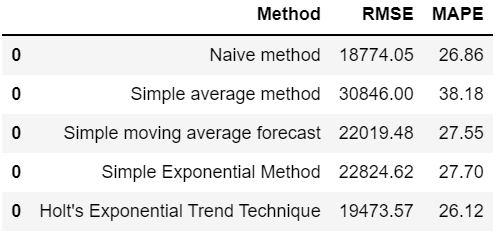 Method RMSE MAPE
0 Naive method 18774.05 26.86
0 Simple average method 30846.00 38.18
0 Simple moving average forecast 22019.48 27.55
0 Simple Exponential Method 22824.62 27.70
0 Holt's Exponential Trend Technique 19473.57 26.12